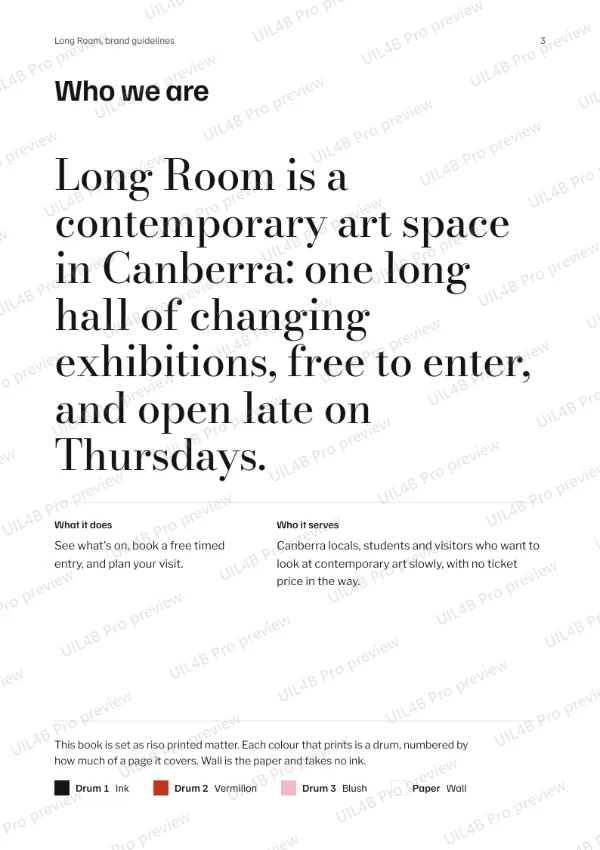 Long Room, brand guidelines 3
Who we are
Long Room is a
contemporary art space
in Canberra: one long
hall of changing
exhibitions, free to enter,
and open late on
Thursdays.
What it does
See what's on, book a free timed
entry, and plan your visit.
Who it serves
Canberra locals, students and visitors who want to
look at contemporary art slowly, with no ticket
price in the way.
This book is set as riso printed matter. Each colour that prints is a drum, numbered by
how much of a page it covers. Wall is the paper and takes no ink.
Drum 1 Ink Drum 2 Vermilion Drum 3 Blush Paper Wall
UIL4B Pro preview